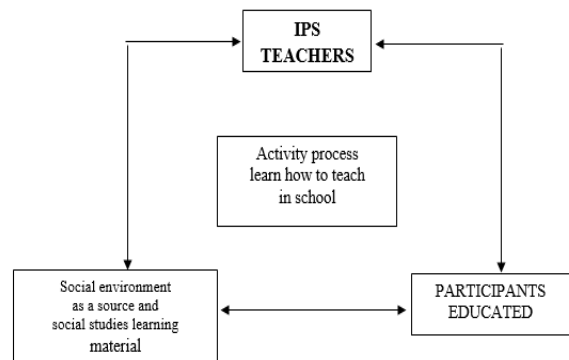 IPS
TEACHERS
Activity process
learn how to teach
in school
Social environment
as a source and
social studies learning
material
PARTICIPANTS
EDUCATED